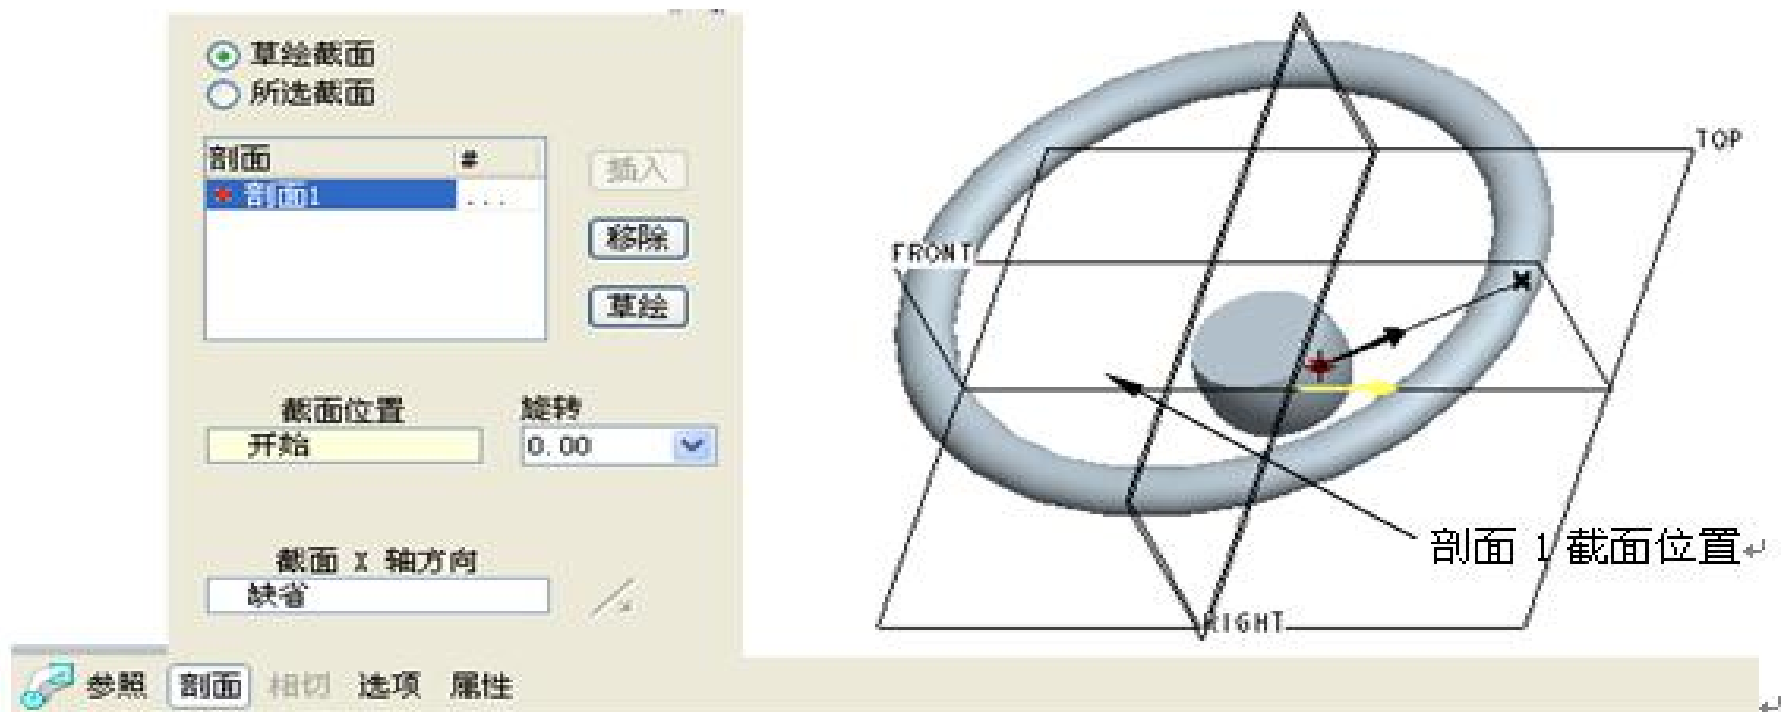 草绘截面
所选截面
剖面 #
剖面1 ...
插入
移除
草绘
截面位置 旋转
开始 0.00
截面 X 轴方向
缺省
参照 剖面 相切 选项 属性
TOP
FRONT
剖面 1 截面位置↵
RIGHT
↵